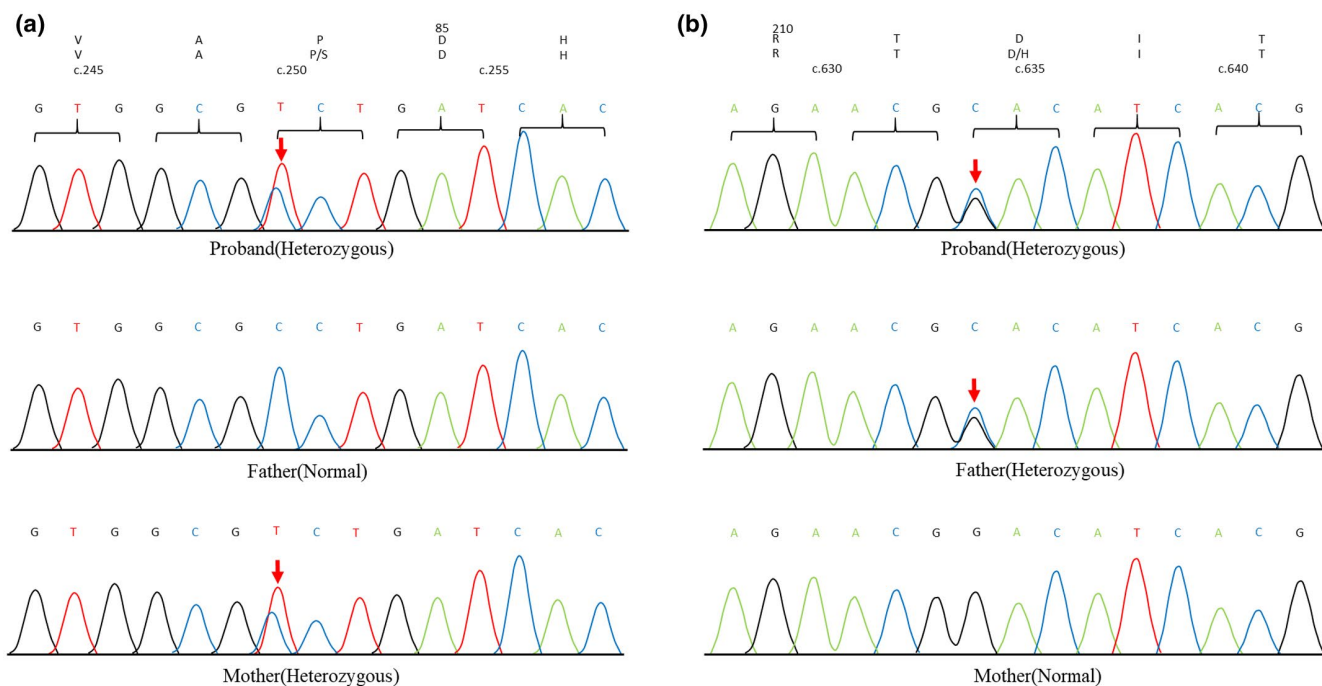 (a)
85
V A P D H
V A P/S D H
c.245 c.250 c.255
G T G G C G T C T G A T C A C
Proband(Heterozygous)
G T G G C G C C T G A T C A C
Father(Normal)
G T G G C G T C T G A T C A C
Mother(Heterozygous)
(b)
210
R T D I T
R T D/H I T
c.630 c.635 c.640
A G A A C G C A C A T C A C G
Proband(Heterozygous)
A G A A C G C A C A T C A C G
Father(Heterozygous)
A G A A C G G A C A T C A C G
Mother(Normal)